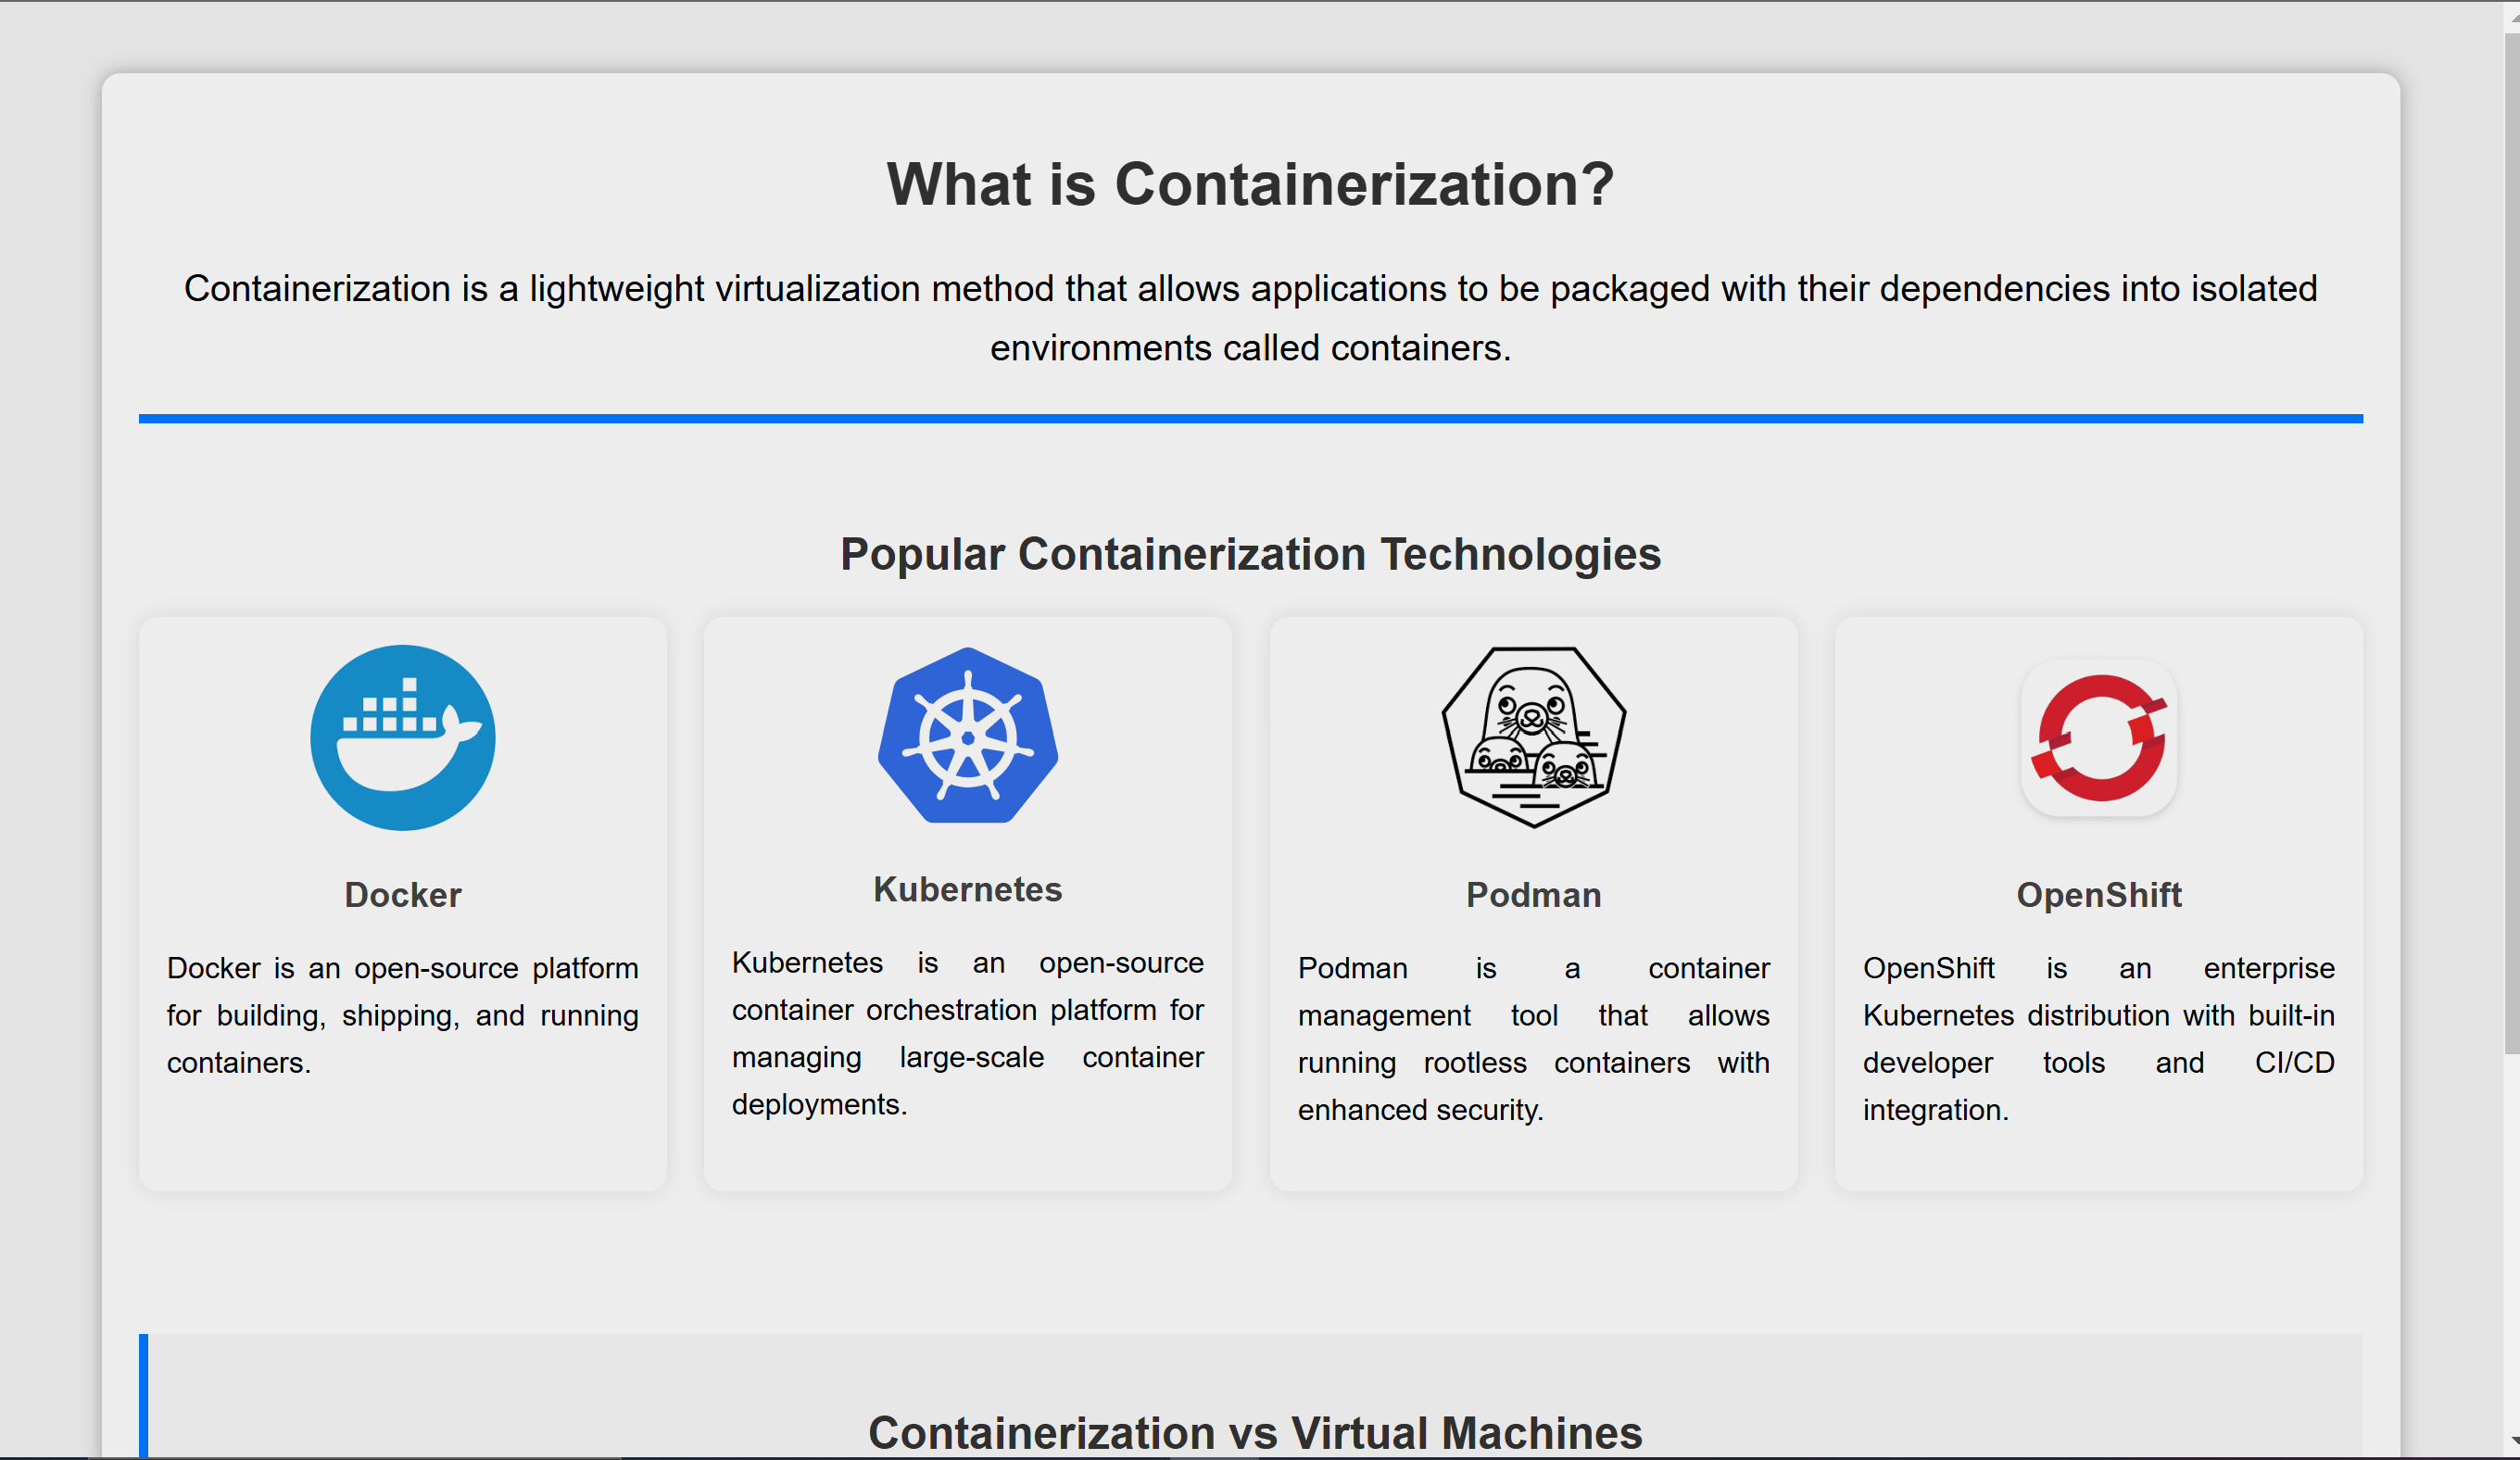 What is Containerization?
Containerization is a lightweight virtualization method that allows applications to be packaged with their dependencies into isolated
environments called containers.
Popular Containerization Technologies
Docker
Docker is an open-source platform
for building, shipping, and running
containers.
Kubernetes
Kubernetes is an open-source
container orchestration platform for
managing large-scale container
deployments.
Podman
Podman is a container
management tool that allows
running rootless containers with
enhanced security.
OpenShift
OpenShift is an enterprise
Kubernetes distribution with built-in
developer tools and CI/CD
integration.
Containerization vs Virtual Machines